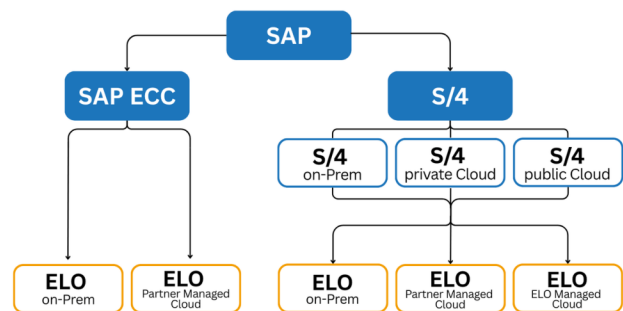 SAP
SAP ECC
S/4
S/4
on-Prem
S/4
private Cloud
S/4
public Cloud
ELO
on-Prem
ELO
Partner Managed
Cloud
ELO
on-Prem
ELO
Partner Managed
Cloud
ELO
ELO Managed
Cloud